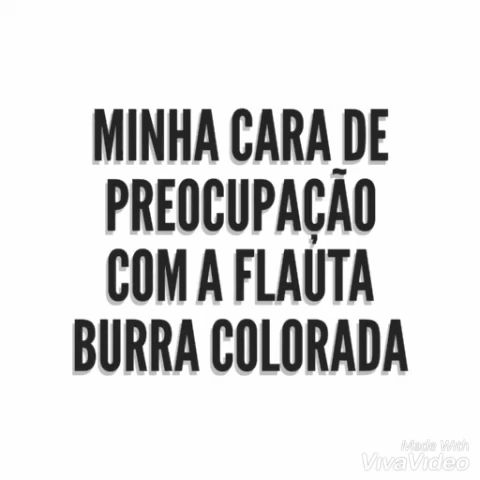 MINHA CARA DE
PREOCUPAÇÃO
COM A FLAUTA
BURRA COLORADA
Made With
VivaVideo